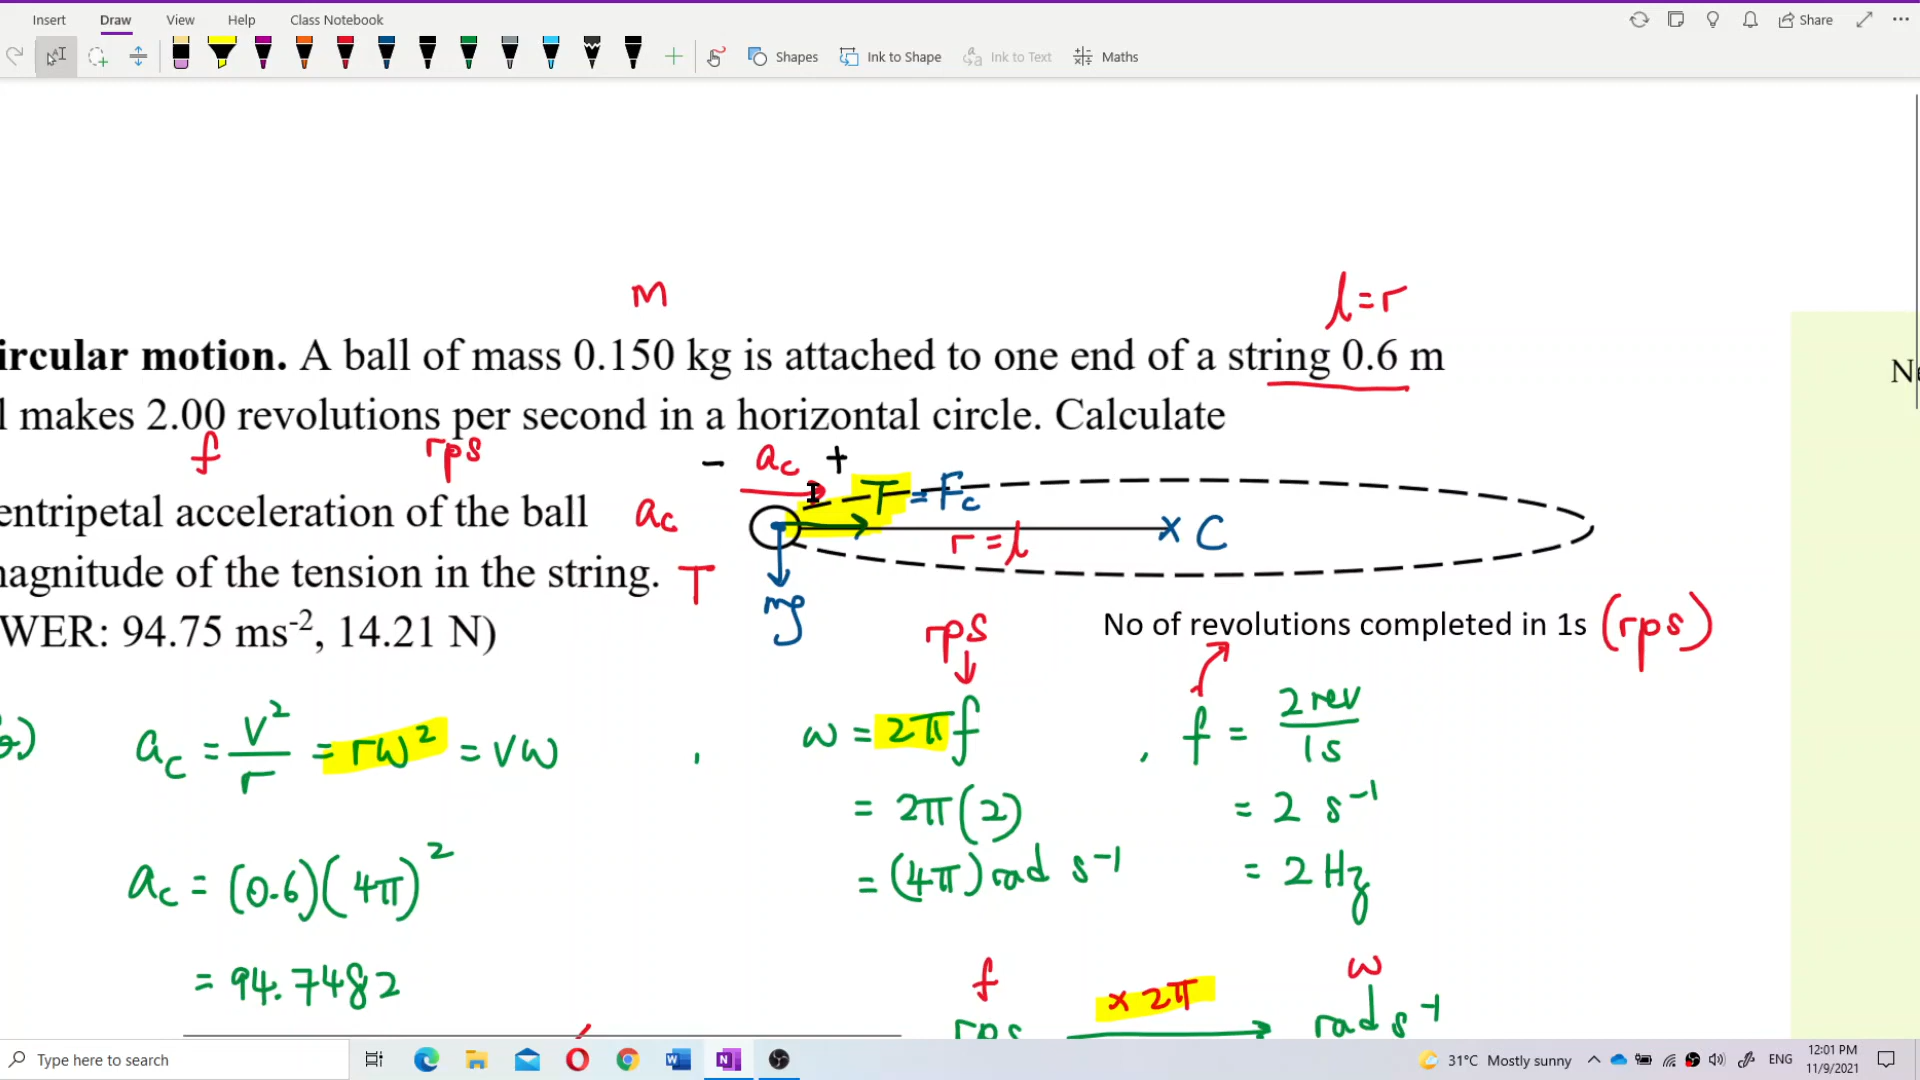 Insert Draw View Help Class Notebook Share
Shapes Ink to Shape Ink to Text Maths
m
l = r
ircular motion. A ball of mass 0.150 kg is attached to one end of a string 0.6 m
l makes 2.00 revolutions per second in a horizontal circle. Calculate
f rps
- ac +
T = Fc
entripetal acceleration of the ball ac
r = l
x C
agnitude of the tension in the string. T
mg
WER: 94.75 ms-2, 14.21 N)
rps
No of revolutions completed in 1s (rps)
ac = v²/r = rω² = vω , ω = 2πf , f = 2 rev/1s
= 2π(2) = 2 s⁻¹
ac = (0.6)(4π)² = (4π) rad s⁻¹ = 2 Hz
= 94.7482
f x 2π ω
rps rad s⁻¹
Type here to search
31°C Mostly sunny ENG 12:01 PM
11/9/2021